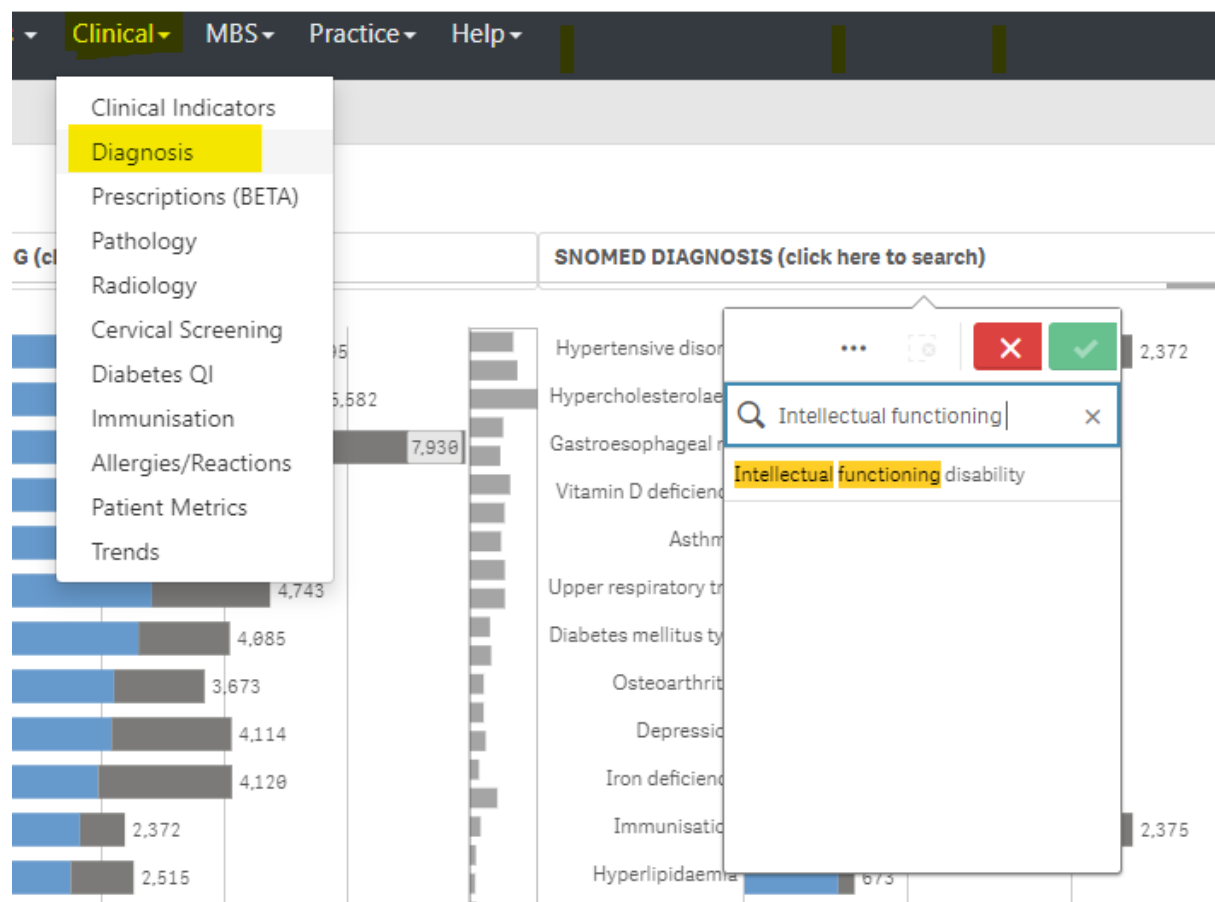 Clinical MBS Practice Help
Clinical Indicators
Diagnosis
Prescriptions (BETA)
Pathology
Radiology
Cervical Screening
Diabetes QI
Immunisation
Allergies/Reactions
Patient Metrics
Trends
G (cl
5,582
7,930
4,743
4,085
3,673
4,114
4,120
2,372
2,515
SNOMED DIAGNOSIS (click here to search)
Hypertensive disor
2,372
Hypercholesterolae
Gastroesophageal
Vitamin D deficienc
Asthm
Upper respiratory tr
Diabetes mellitus ty
Osteoarthrit
Depressio
Iron deficienc
Immunisatio
2,375
Hyperlipidaemia
673
Intellectual functioning
Intellectual functioning disability